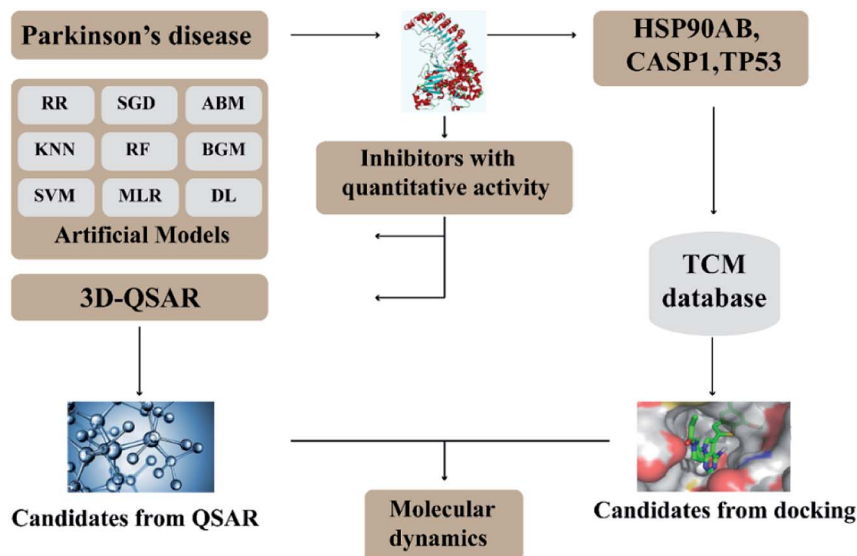 Parkinson's disease
HSP90AB,
CASP1,TP53
RR
SGD
ABM
KNN
RF
BGM
SVM
MLR
DL
Artificial Models
Inhibitors with
quantitative activity
3D-QSAR
TCM
database
Candidates from QSAR
Candidates from docking
Molecular
dynamics